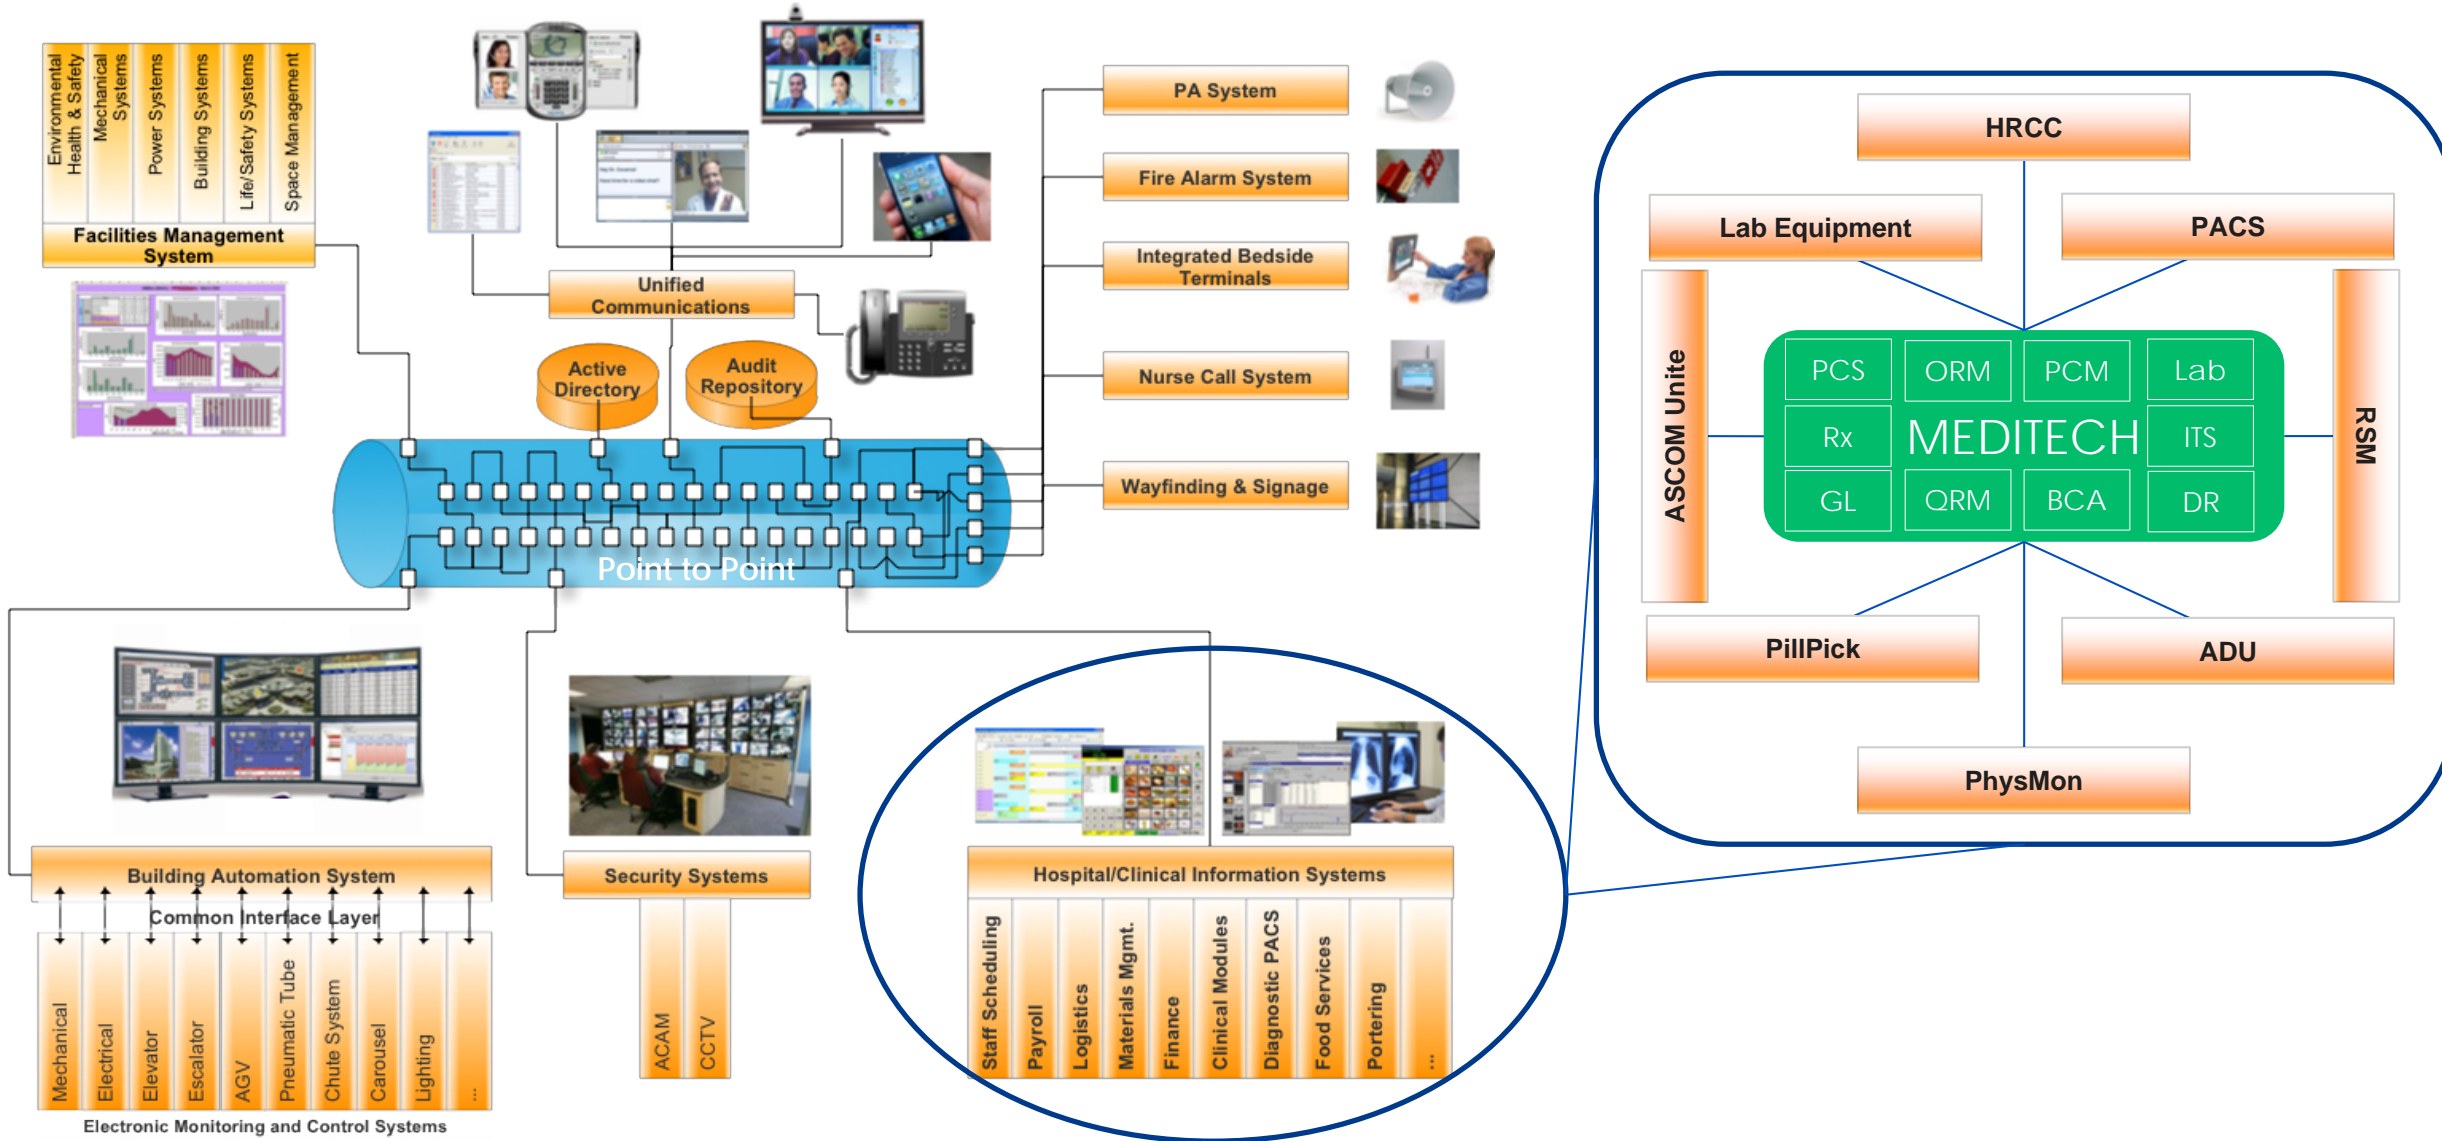 Environmental
Health & Safety
Mechanical
Systems
Power Systems
Building Systems
Life/Safety Systems
Space Management
Facilities Management
System
Unified
Communications
Active
Directory
Audit
Repository
PA System
Fire Alarm System
Integrated Bedside
Terminals
Nurse Call System
Wayfinding & Signage
Point to Point
Building Automation System
Common Interface Layer
Mechanical
Electrical
Elevator
Escalator
AGV
Pneumatic Tube
Chute System
Carousel
Lighting
...
Electronic Monitoring and Control Systems
Security Systems
ACAM
CCTV
Hospital/Clinical Information Systems
Staff Scheduling
Payroll
Logistics
Materials Mgmt.
Finance
Clinical Modules
Diagnostic PACS
Food Services
Portering
...
HRCC
Lab Equipment
PACS
ASCOM Unite
PCS
ORM
PCM
Lab
Rx
MEDITECH
ITS
GL
QRM
BCA
DR
RSM
PillPick
ADU
PhysMon